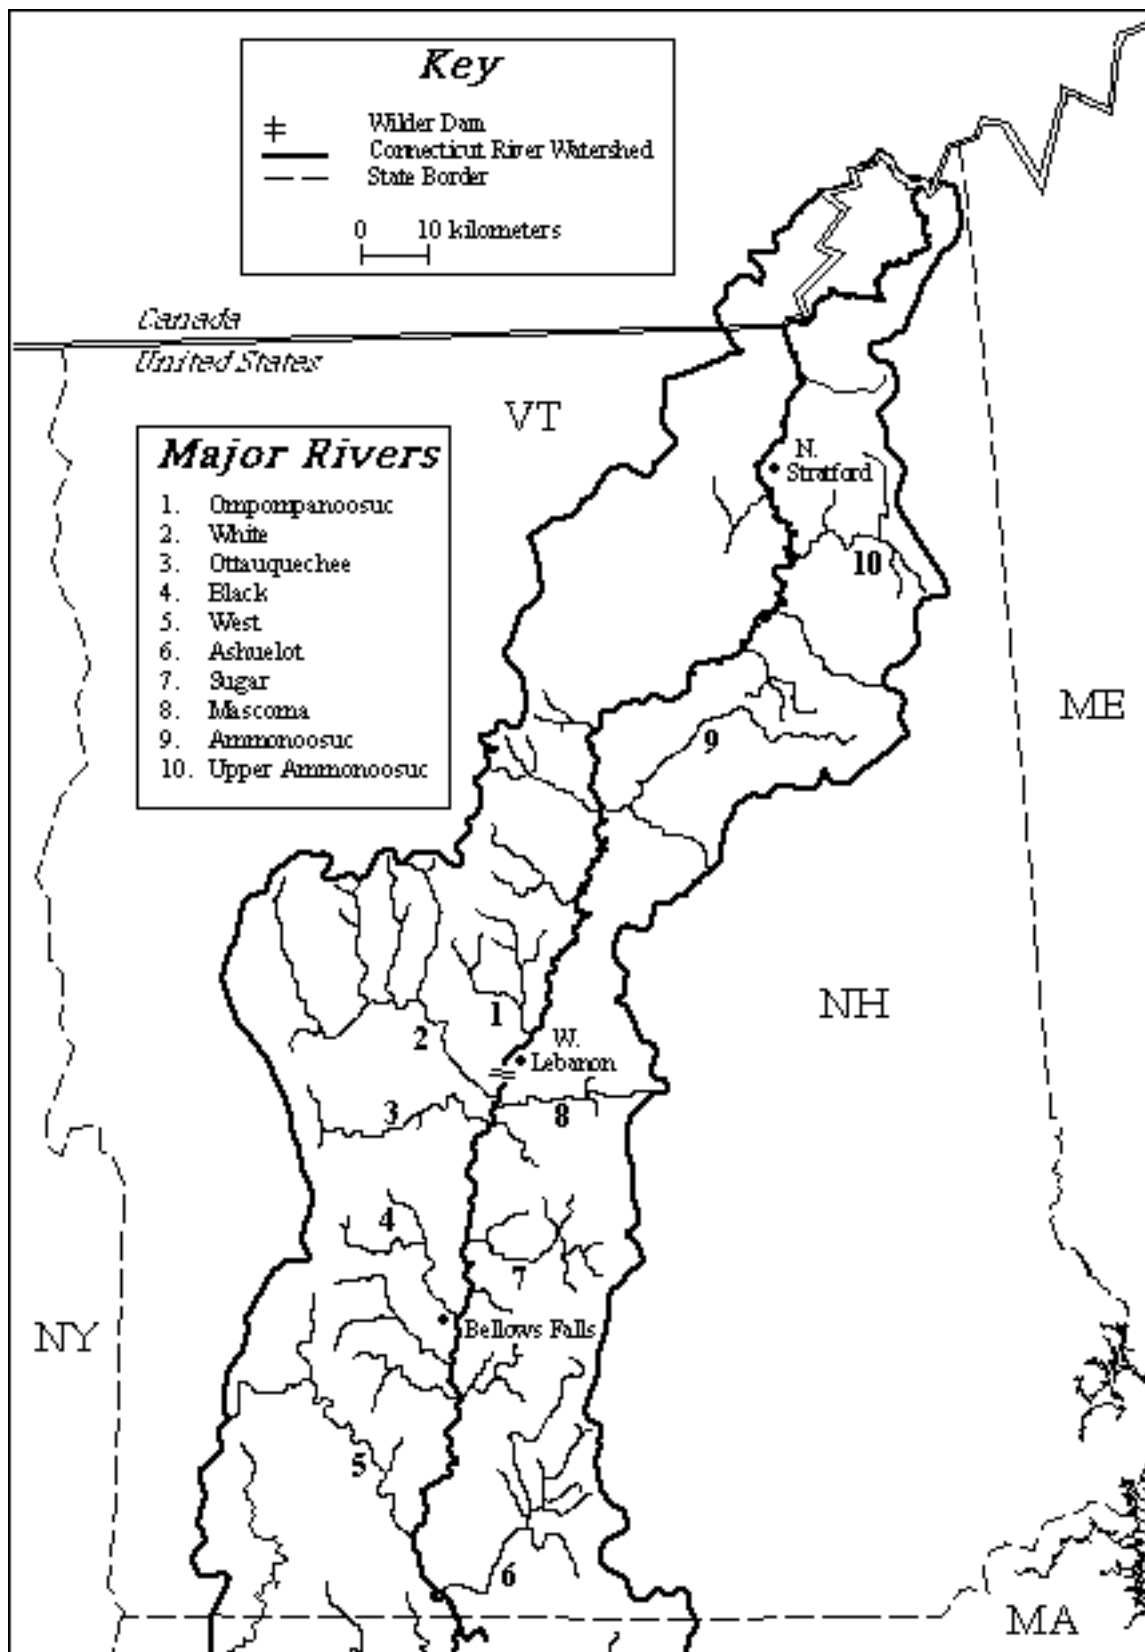 Key
Wilder Dam
Connecticut River Watershed
State Border
0 10 kilometers
Canada
United States
VT
Major Rivers
1. Ompompanoosuc
2. White
3. Ottauquechee
4. Black
5. West
6. Ashuelot
7. Sugar
8. Mascoma
9. Ammonoosuc
10. Upper Ammonoosuc
N.
Stratford
10
ME
9
NH
1
2
W.
Lebanon
3
8
4
7
NY
Bellows Falls
5
6
MA